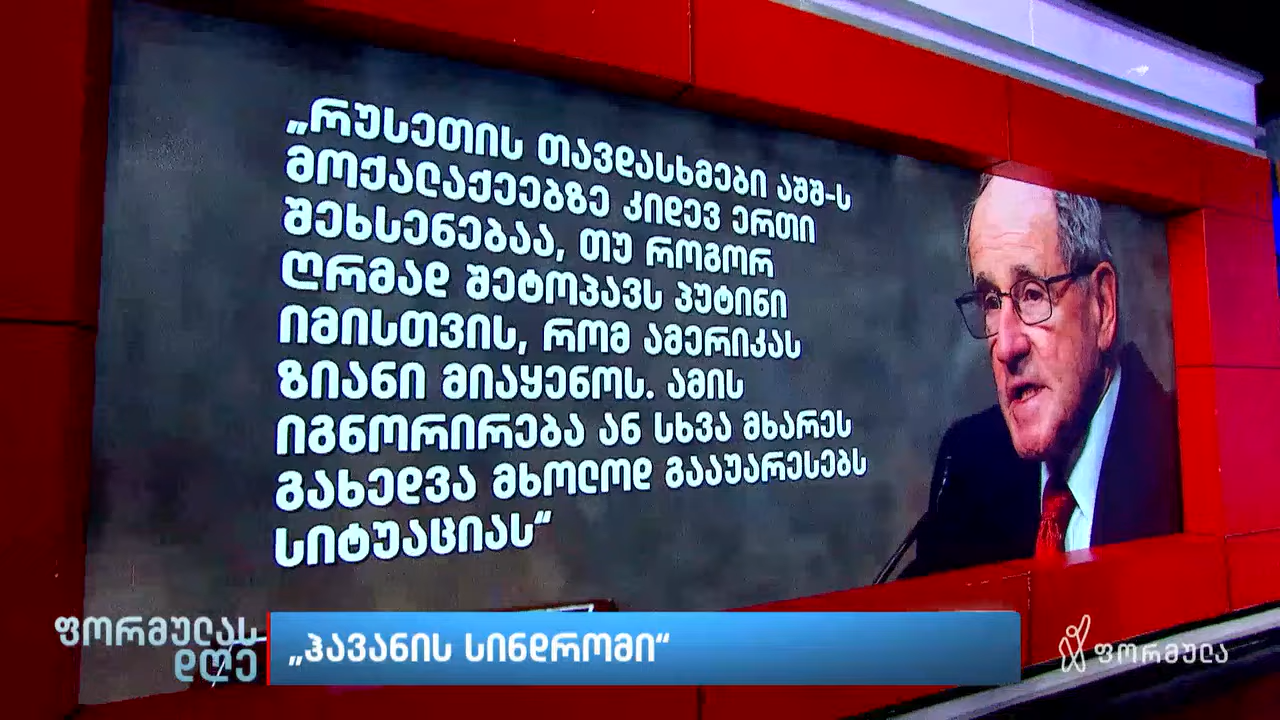 „რუსეთის თავდასხმები აშშ-ს
მოქალაქეებზე კიდევ ერთი
შეხსენებაა, თუ როგორ
ღრმად შეტოპავს პუტინი
იმისთვის, რომ ამერიკას
ზიანი მიაყენოს. ამის
იგნორირება ან სხვა მხარეს
გახედვა მხოლოდ გააუარესებს
სიტუაციას“
ფორმულას
დღე
„ჰავანის სინდრომი“
ფორმულა